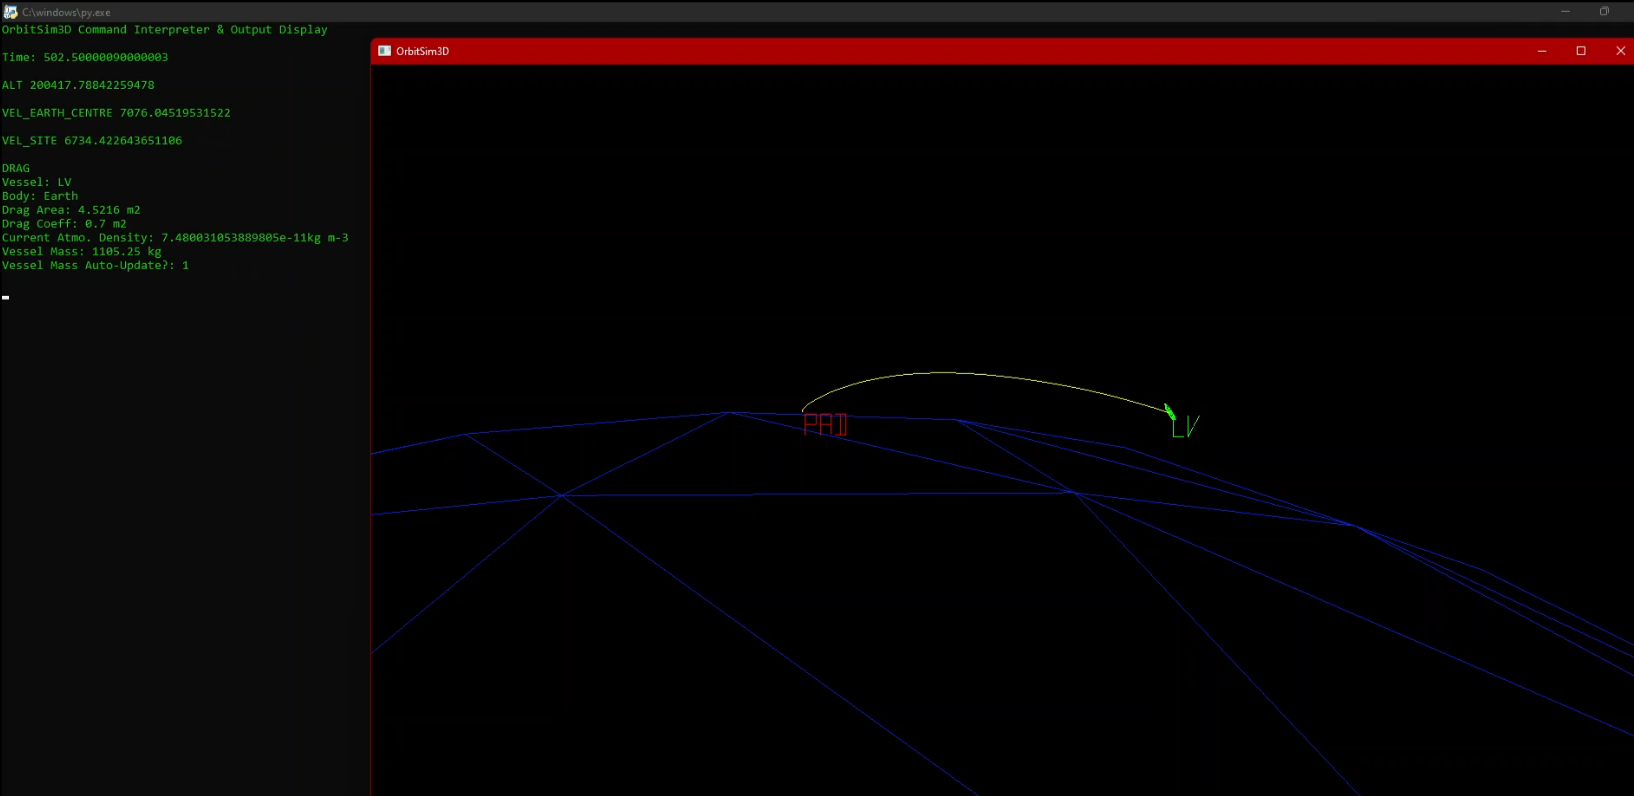 C:\windows\py.exe
OrbitSim3D Command Interpreter & Output Display
OrbitSim3D
Time: 502.50000090000003
ALT 200417.78842259478
VEL_EARTH_CENTRE 7076.04519531522
VEL_SITE 6734.422643651106
DRAG
Vessel: LV
Body: Earth
Drag Area: 4.5216 m2
Drag Coeff: 0.7 m2
Current Atmo. Density: 7.480031053889805e-11kg m-3
Vessel Mass: 1105.25 kg
Vessel Mass Auto-Update?: 1
PAD
LV